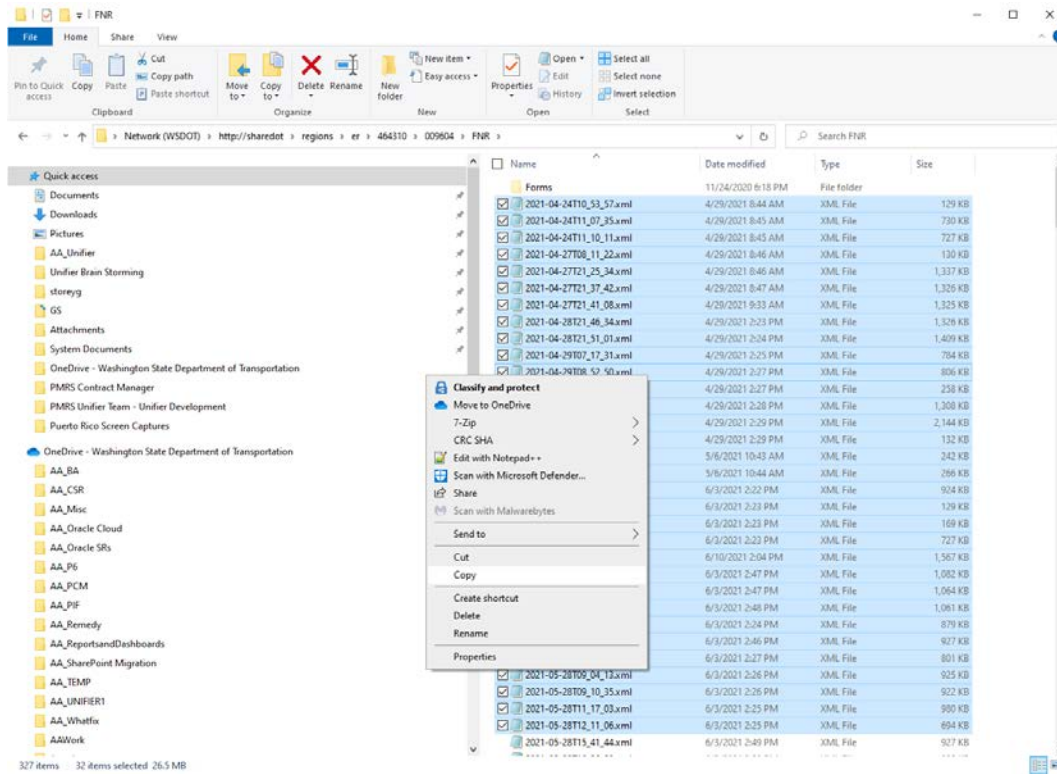 FNR
File Home Share View
Pin to Quick access
Copy
Paste
Cut
Copy path
Paste shortcut
Clipboard
Move to
Copy to
Delete
Rename
Organize
New folder
New item
Easy access
New
Properties
Open
Edit
History
Open
Select all
Select none
Invert selection
Select
Network (WSDOT) › http://sharedot › regions › er › 464310 › 009604 › FNR ›
Search FNR
Quick access
Documents
Downloads
Pictures
AA_Unifier
Unifier Brain Storming
storeyg
GS
Attachments
System Documents
OneDrive - Washington State Department of Transportation
PMRS Contract Manager
PMRS Unifier Team - Unifier Development
Puerto Rico Screen Captures
OneDrive - Washington State Department of Transportation
AA_BA
AA_CSR
AA_Misc
AA_Oracle Cloud
AA_Oracle SRs
AA_P6
AA_PCM
AA_PIF
AA_Remedy
AA_ReportsandDashboards
AA_SharePoint Migration
AA_TEMP
AA_UNIFIER1
AA_Whatfix
AAWork
Name Date modified Type Size
Forms 11/24/2020 6:18 PM File folder
2021-04-24T10_53_57.xml 4/29/2021 8:44 AM XML File 129 KB
2021-04-24T11_07_35.xml 4/29/2021 8:45 AM XML File 730 KB
2021-04-24T11_10_11.xml 4/29/2021 8:45 AM XML File 727 KB
2021-04-27T08_11_22.xml 4/29/2021 8:46 AM XML File 130 KB
2021-04-27T21_25_34.xml 4/29/2021 8:46 AM XML File 1,337 KB
2021-04-27T21_37_42.xml 4/29/2021 8:47 AM XML File 1,326 KB
2021-04-27T21_41_08.xml 4/29/2021 9:33 AM XML File 1,325 KB
2021-04-28T21_46_34.xml 4/29/2021 2:23 PM XML File 1,326 KB
2021-04-28T21_51_01.xml 4/29/2021 2:24 PM XML File 1,409 KB
2021-04-29T07_17_31.xml 4/29/2021 2:25 PM XML File 784 KB
2021-04-29T08_52_50.xml 4/29/2021 2:27 PM XML File 806 KB
4/29/2021 2:27 PM XML File 258 KB
4/29/2021 2:28 PM XML File 1,308 KB
4/29/2021 2:29 PM XML File 2,144 KB
4/29/2021 2:29 PM XML File 132 KB
5/6/2021 10:43 AM XML File 242 KB
5/6/2021 10:44 AM XML File 266 KB
6/3/2021 2:22 PM XML File 924 KB
6/3/2021 2:23 PM XML File 129 KB
6/3/2021 2:23 PM XML File 169 KB
6/3/2021 2:23 PM XML File 727 KB
6/10/2021 2:04 PM XML File 1,567 KB
6/3/2021 2:47 PM XML File 1,082 KB
6/3/2021 2:47 PM XML File 1,064 KB
6/3/2021 2:48 PM XML File 1,061 KB
6/3/2021 2:24 PM XML File 879 KB
6/3/2021 2:46 PM XML File 927 KB
6/3/2021 2:27 PM XML File 801 KB
2021-05-28T09_04_13.xml 6/3/2021 2:26 PM XML File 925 KB
2021-05-28T09_10_35.xml 6/3/2021 2:26 PM XML File 922 KB
2021-05-28T11_17_03.xml 6/3/2021 2:25 PM XML File 980 KB
2021-05-28T12_11_06.xml 6/3/2021 2:25 PM XML File 694 KB
2021-05-28T15_41_44.xml 6/3/2021 2:49 PM XML File 927 KB
Classify and protect
Move to OneDrive
7-Zip
CRC SHA
Edit with Notepad++
Scan with Microsoft Defender...
Share
Scan with Malwarebytes
Send to
Cut
Copy
Create shortcut
Delete
Rename
Properties
327 items 32 items selected 26.5 MB